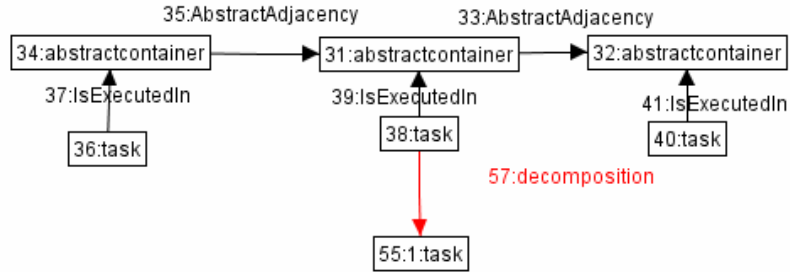 35:AbstractAdjacency
33:AbstractAdjacency
34:abstractcontainer
31:abstractcontainer
32:abstractcontainer
37:IsExecutedIn
39:IsExecutedIn
41:IsExecutedIn
36:task
38:task
40:task
57:decomposition
55:1:task